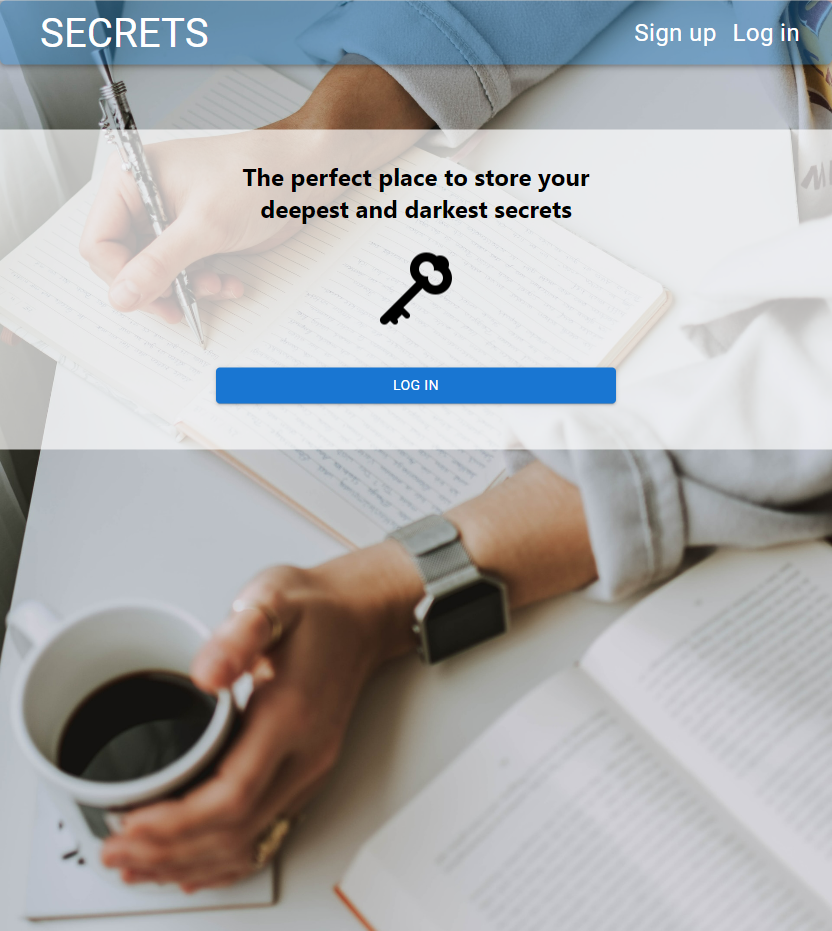 SECRETS
Sign up Log in
The perfect place to store your
deepest and darkest secrets
LOG IN